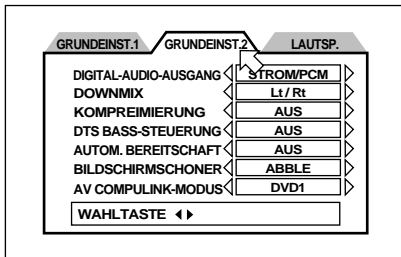 GRUNDEINST.1 GRUNDEINST.2 LAUTSP.
DIGITAL-AUDIO-AUSGANG STROM/PCM
DOWNMIX Lt / Rt
KOMPREIMIERUNG AUS
DTS BASS-STEUERUNG AUS
AUTOM. BEREITSCHAFT AUS
BILDSCHIRMSCHONER ABBLE
AV COMPULINK-MODUS DVD1
WAHLTASTE